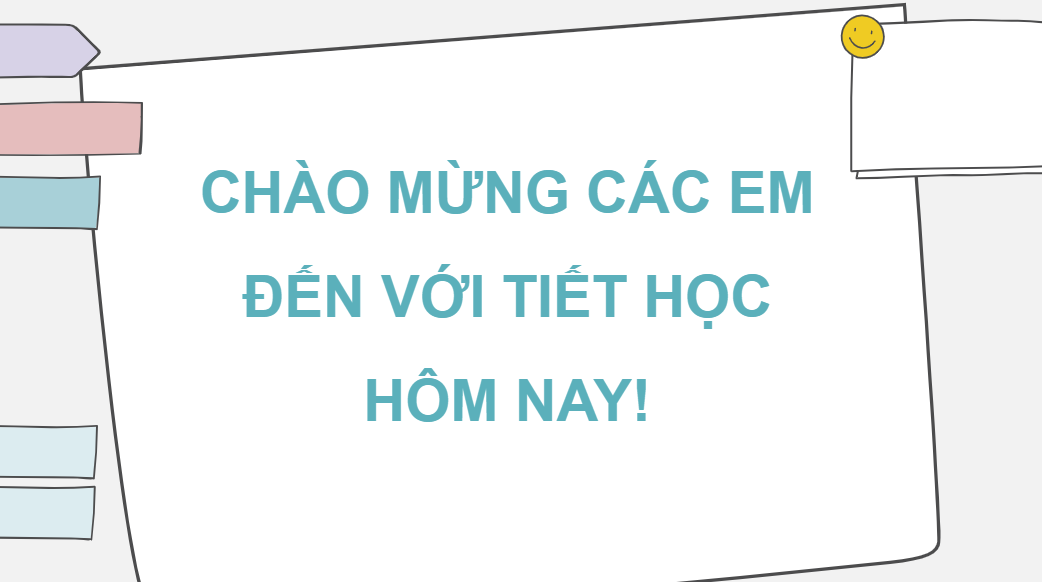 CHÀO MỪNG CÁC EM
ĐẾN VỚI TIẾT HỌC
HÔM NAY!